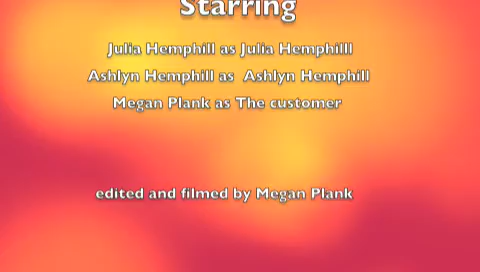 Starring
Julia Hemphill as Julia Hemphilll
Ashlyn Hemphill as Ashlyn Hemphill
Megan Plank as The customer
edited and filmed by Megan Plank